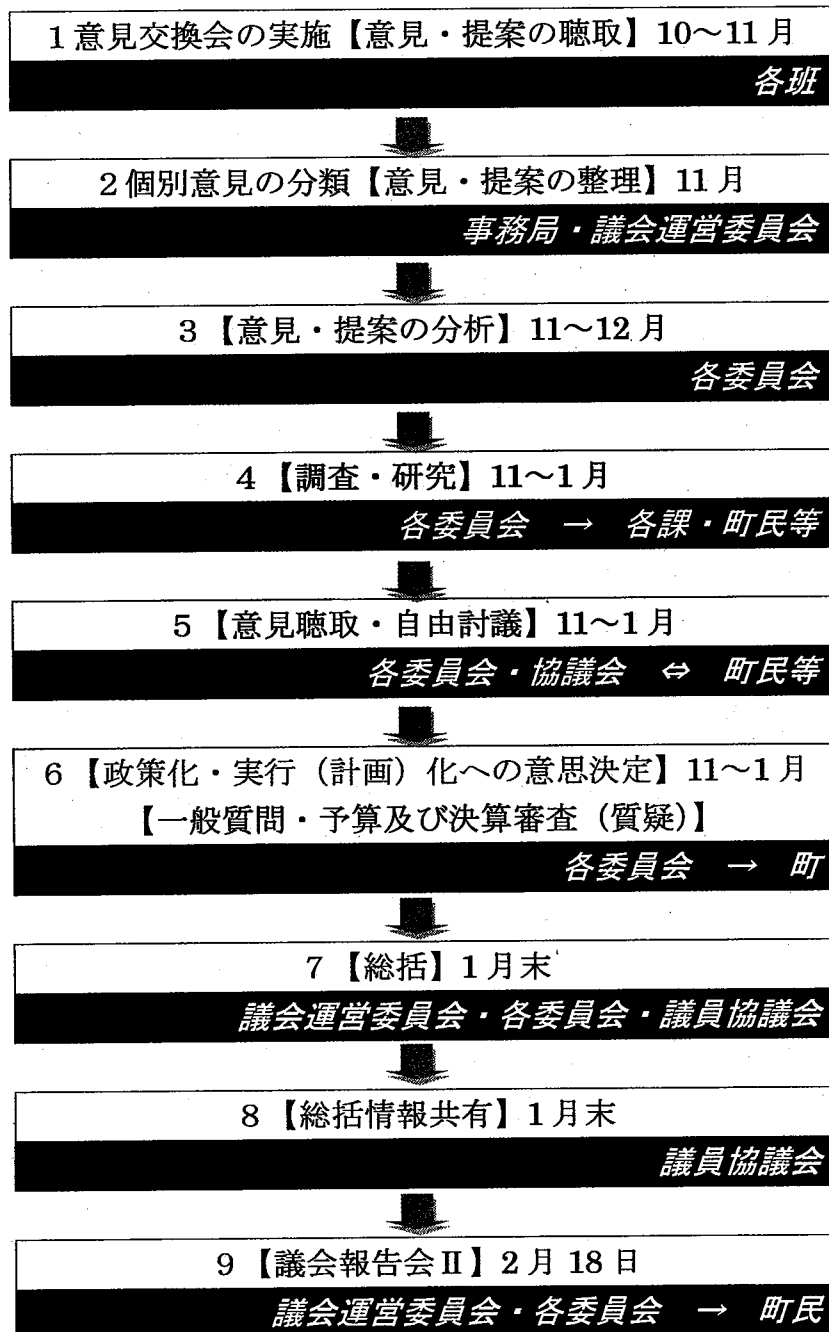 1意見交換会の実施【意見・提案の聴取】10～11月
各班
2個別意見の分類【意見・提案の整理】11月
事務局・議会運営委員会
3【意見・提案の分析】11～12月
各委員会
4【調査・研究】11～1月
各委員会 → 各課・町民等
5【意見聴取・自由討議】11～1月
各委員会・協議会 ⇔ 町民等
6【政策化・実行（計画）化への意思決定】11～1月
【一般質問・予算及び決算審査（質疑）】
各委員会 → 町
7【総括】1月末
議会運営委員会・各委員会・議員協議会
8【総括情報共有】1月末
議員協議会
9【議会報告会Ⅱ】2月18日
議会運営委員会・各委員会 → 町民